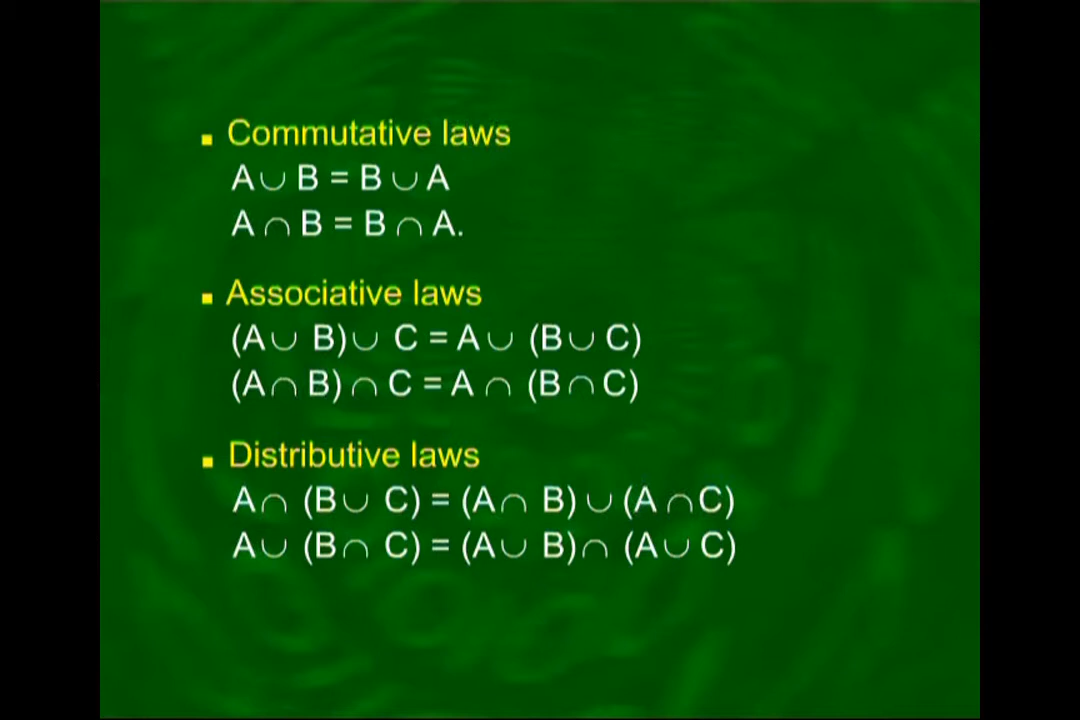 ▪ Commutative laws
A∪ B = B ∪ A
A ∩ B = B ∩ A.
▪ Associative laws
(A∪ B)∪ C = A∪ (B∪ C)
(A∩ B) ∩ C = A ∩ (B ∩ C)
▪ Distributive laws
A∩ (B∪ C) = (A∩ B) ∪ (A ∩C)
A∪ (B∩ C) = (A∪ B)∩ (A∪ C)